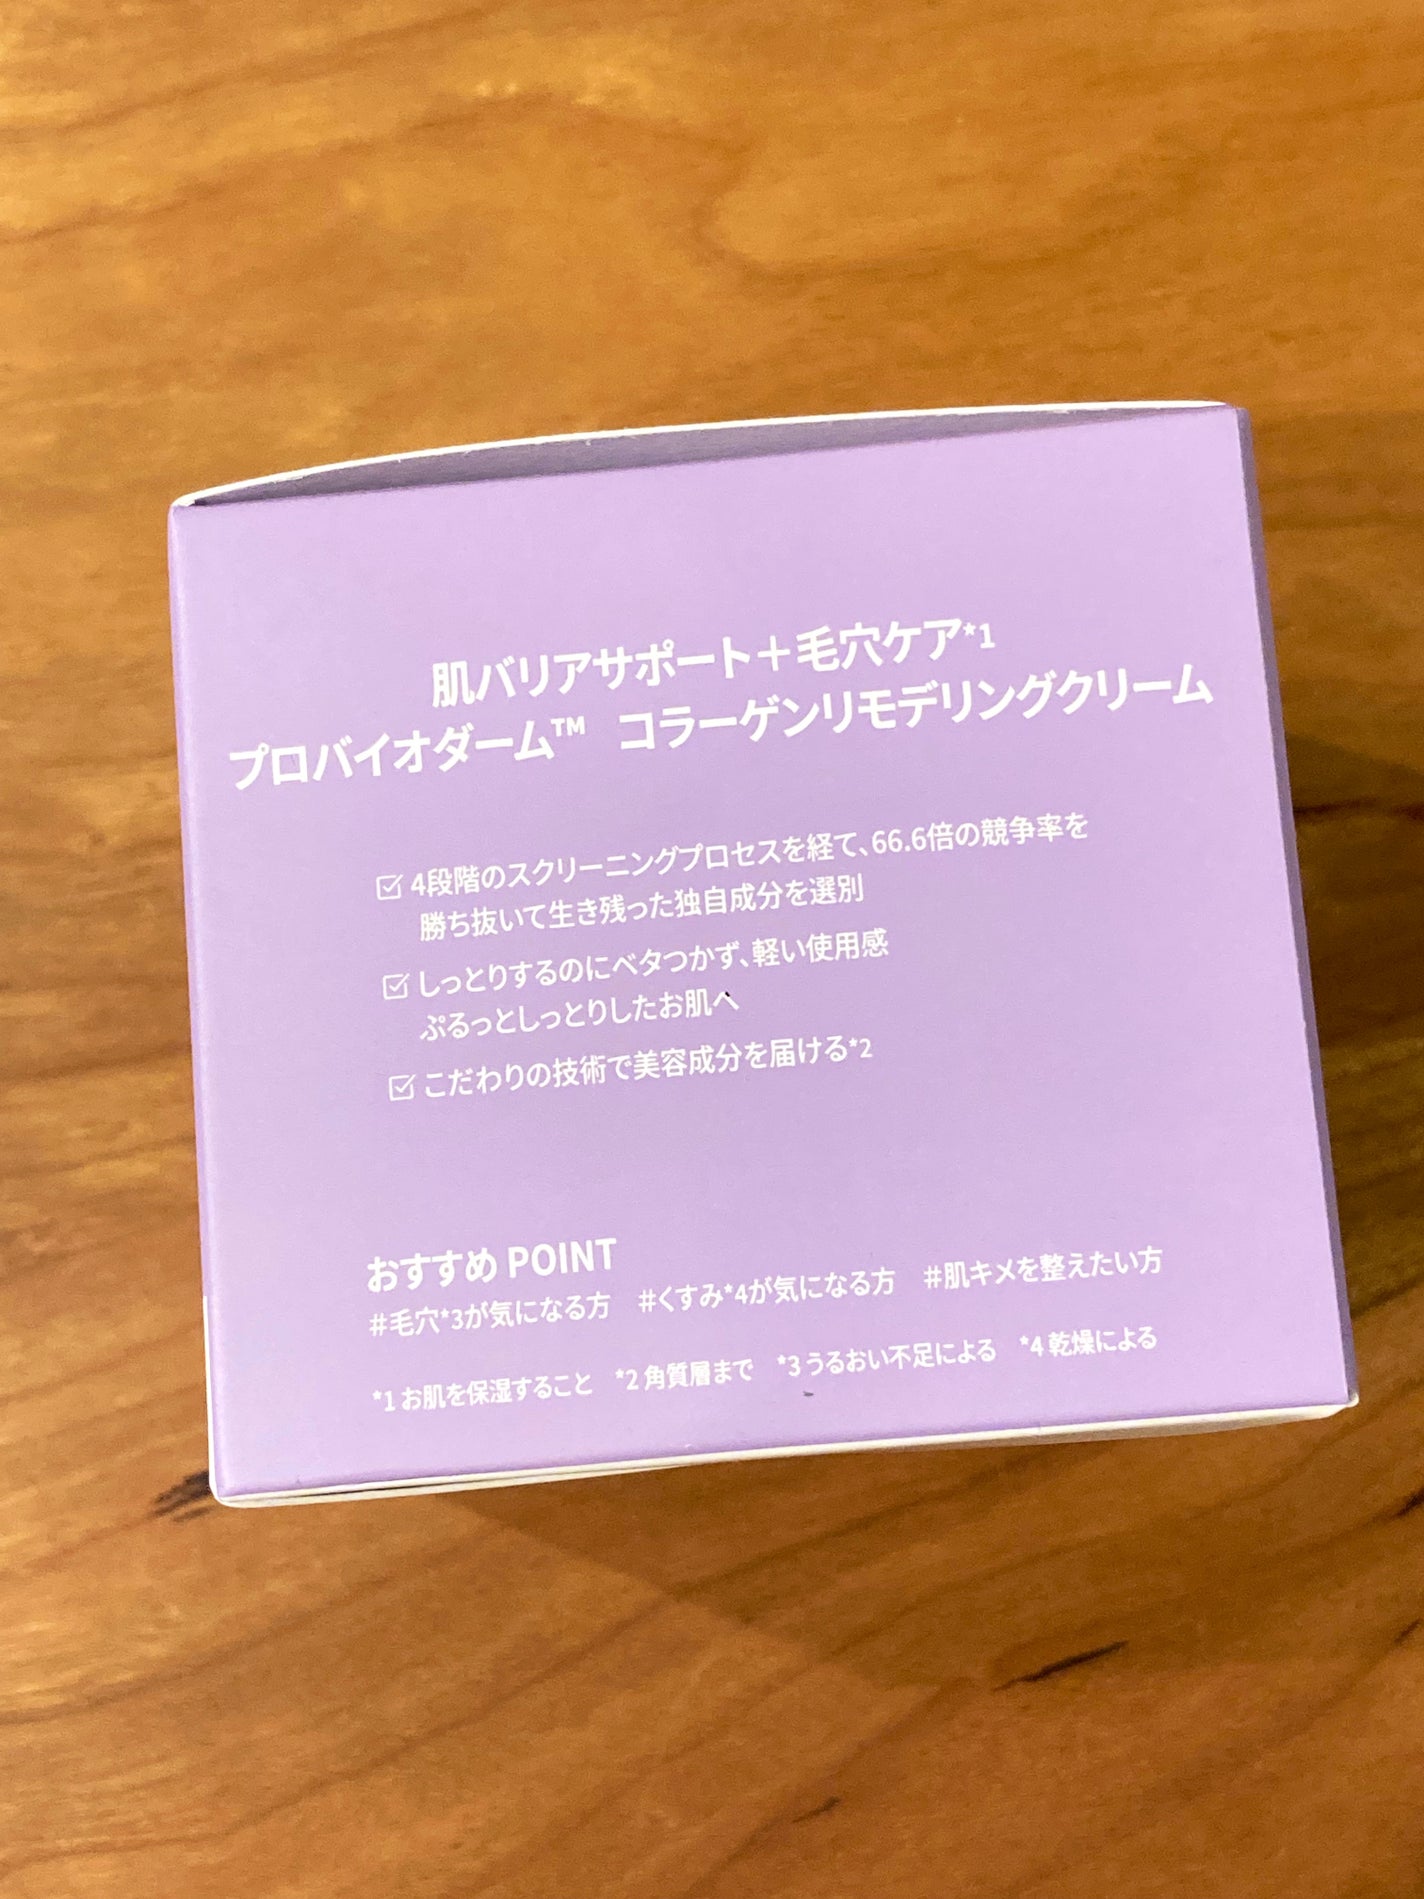 肌バリアサポート＋毛穴ケア*1
プロバイオダーム™ コラーゲンリモデリングクリーム
☑ 4段階のスクリーニングプロセスを経て、66.6倍の競争率を
勝ち抜いて生き残った独自成分を選別
☑ しっとりするのにベタつかず、軽い使用感
ぷるっとしっとりしたお肌へ
☑ こだわりの技術で美容成分を届ける*2
おすすめ POINT
#毛穴*3が気になる方 #くすみ*4が気になる方 #肌キメを整えたい方
*1 お肌を保湿すること *2 角質層まで *3 うるおい不足による *4 乾燥による